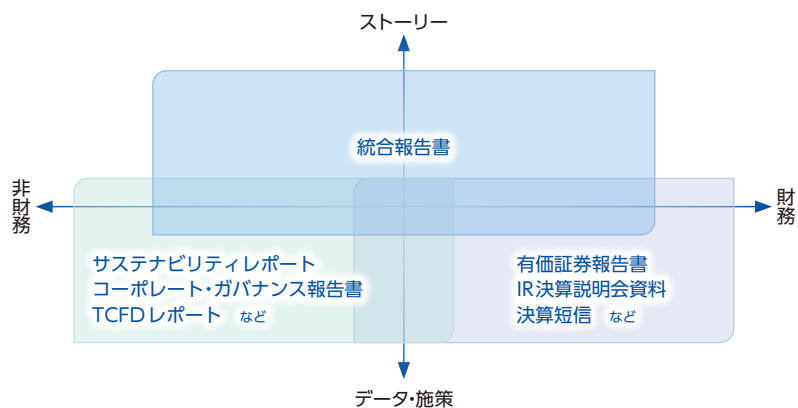 ストーリー
統合報告書
非財務
財務
サステナビリティレポート
コーポレート・ガバナンス報告書
TCFDレポート など
有価証券報告書
IR決算説明会資料
決算短信 など
データ・施策